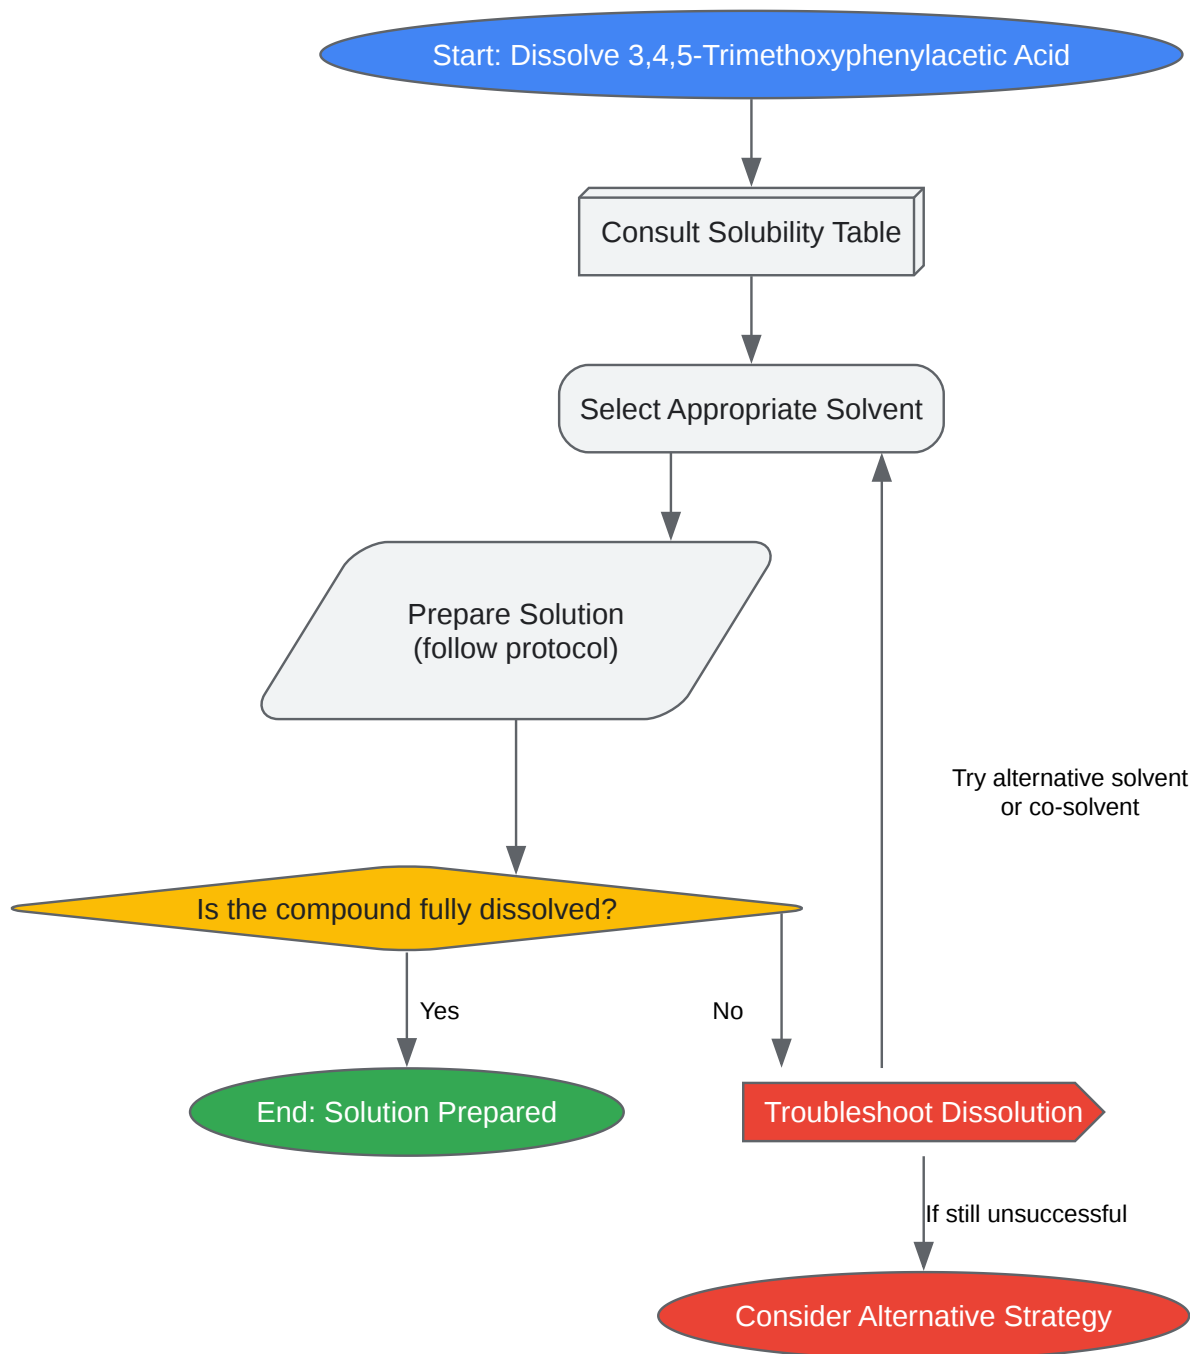 Start: Dissolve 3,4,5-Trimethoxyphenylacetic Acid
Consult Solubility Table
Select Appropriate Solvent
Prepare Solution
(follow protocol)
Try alternative solvent
or co-solvent
Is the compound fully dissolved?
Yes
No
End: Solution Prepared
Troubleshoot Dissolution
If still unsuccessful
Consider Alternative Strategy